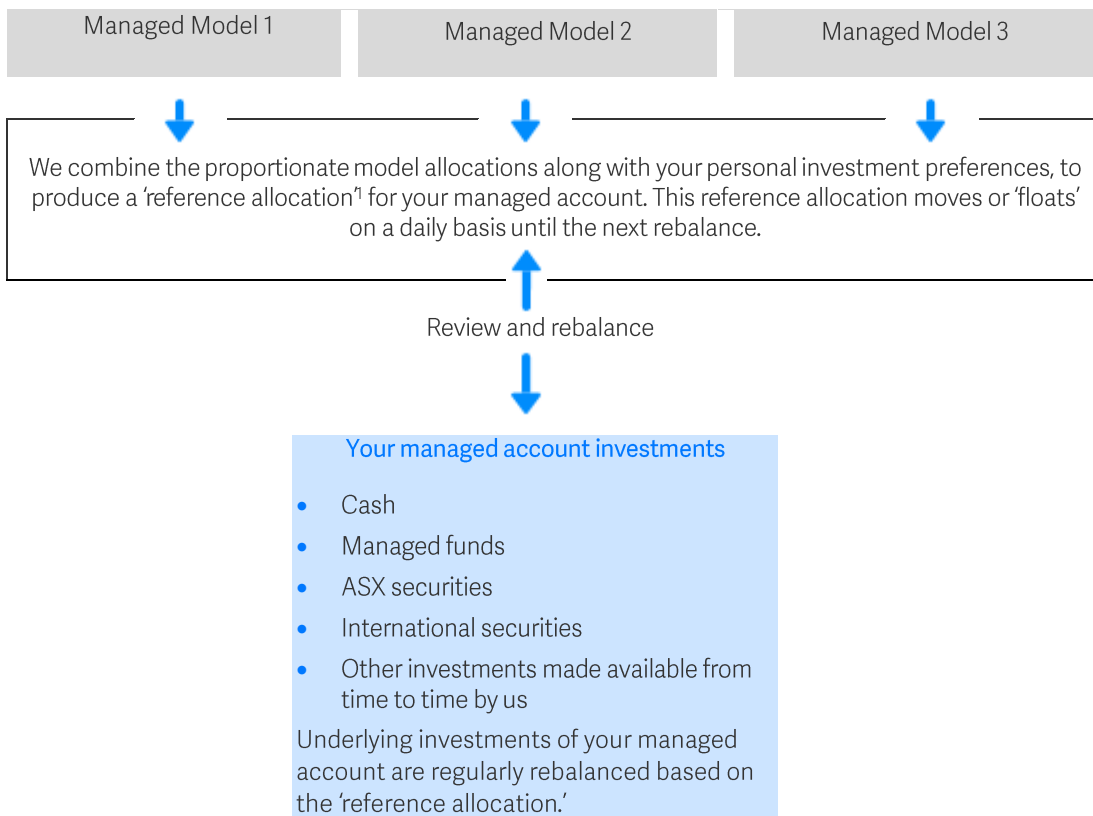 Managed Model 1
Managed Model 2
Managed Model 3
We combine the proportionate model allocations along with your personal investment preferences, to
produce a ‘reference allocation’¹ for your managed account. This reference allocation moves or ‘floats’
on a daily basis until the next rebalance.
Review and rebalance
Your managed account investments
• Cash
• Managed funds
• ASX securities
• International securities
• Other investments made available from
time to time by us
Underlying investments of your managed
account are regularly rebalanced based on
the ‘reference allocation.’